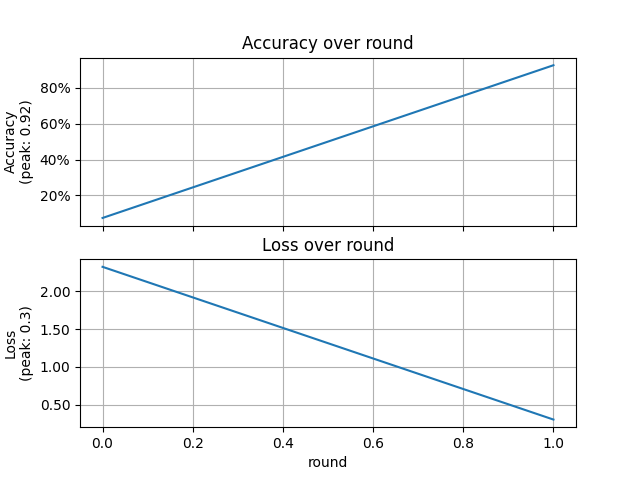 Accuracy over round
Accuracy
(peak: 0.92)
80%
60%
40%
20%
Loss over round
Loss
(peak: 0.3)
2.00
1.50
1.00
0.50
0.0 0.2 0.4 0.6 0.8 1.0
round